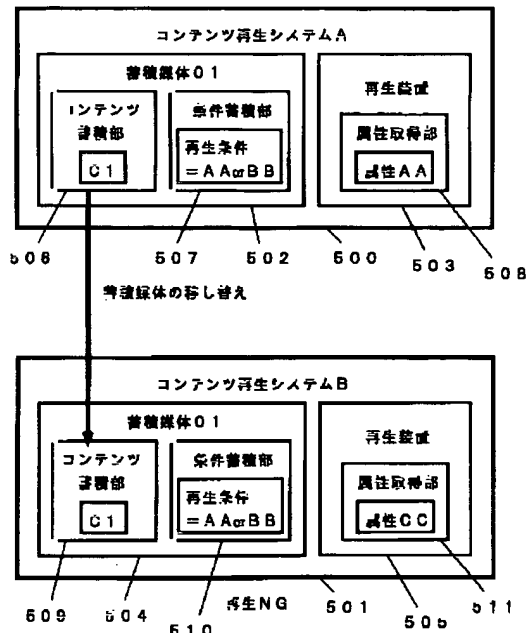 コンテンツ再生システムA
蓄積媒体01
コンテンツ
蓄積部
C1
条件蓄積部
再生条件
=AAorBB
再生装置
属性取得部
属性AA
506
507
502
500
503
508
蓄積媒体の移し替え
コンテンツ再生システムB
蓄積媒体01
コンテンツ
蓄積部
C1
条件蓄積部
再生条件
=AAorBB
再生装置
属性取得部
属性CC
509
504
510
再生NG
501
505
511